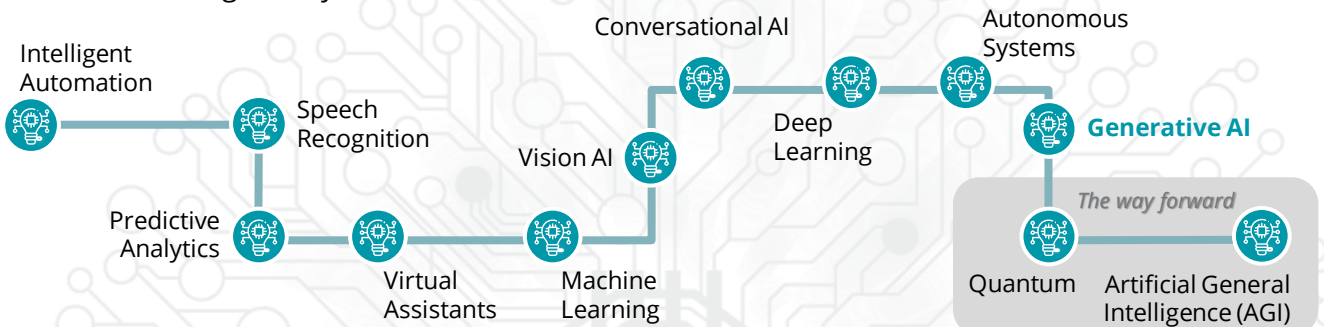 Intelligent
Automation
Speech
Recognition
Predictive
Analytics
Virtual
Assistants
Machine
Learning
Vision AI
Conversational AI
Deep
Learning
Autonomous
Systems
Generative AI
The way forward
Quantum
Artificial General
Intelligence (AGI)